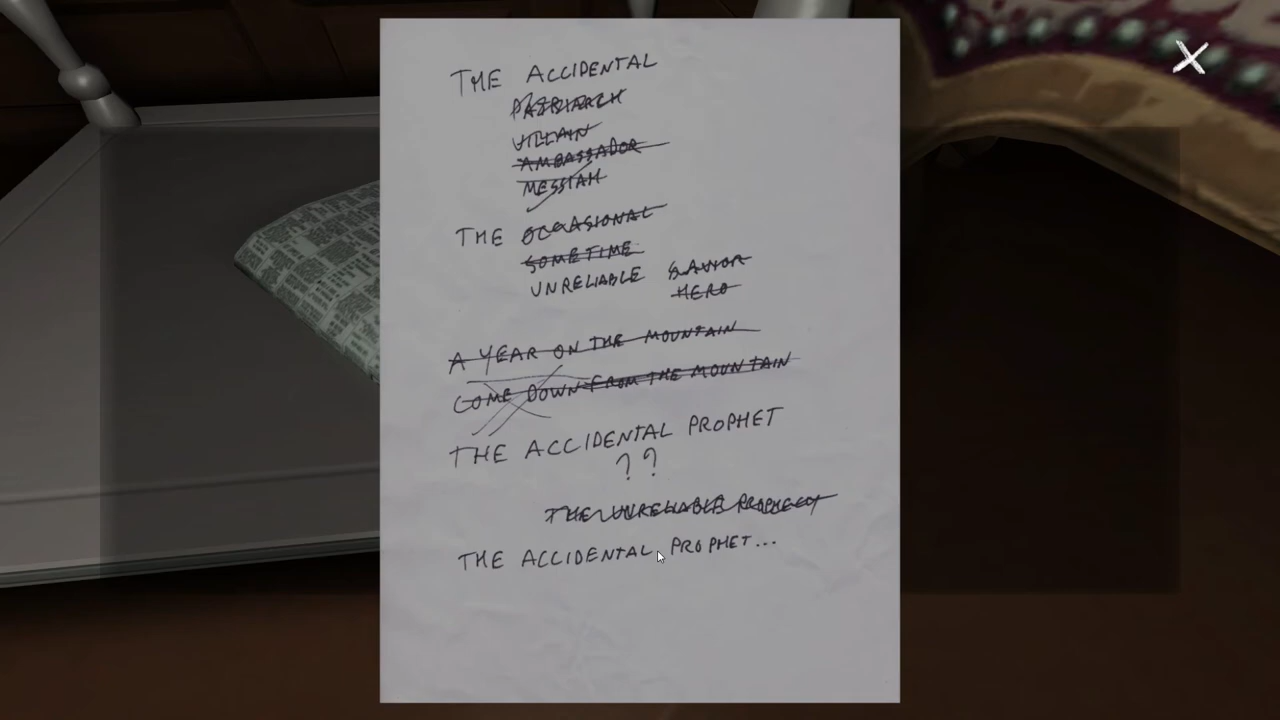 THE ACCIDENTAL
PATRIARCH
VILLAIN
AMBASSADOR
MESSIAH
THE OCCASIONAL
SOMETIME
UNRELIABLE SAVIOR
HERO
A YEAR ON THE MOUNTAIN
COME DOWN FROM THE MOUNTAIN
THE ACCIDENTAL PROPHET
??
THE UNRELIABLE PROPHECY
THE ACCIDENTAL PROPHET...